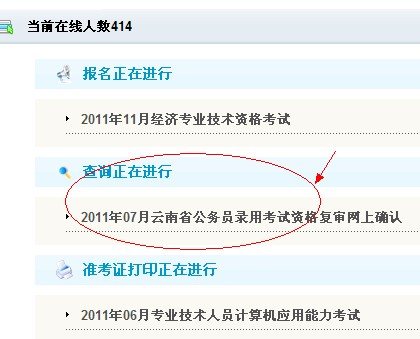 当前在线人数414
报名正在进行
2011年11月经济专业技术资格考试
查询正在进行
2011年07月云南省公务员录用考试资格复审网上确认
准考证打印正在进行
2011年06月专业技术人员计算机应用能力考试